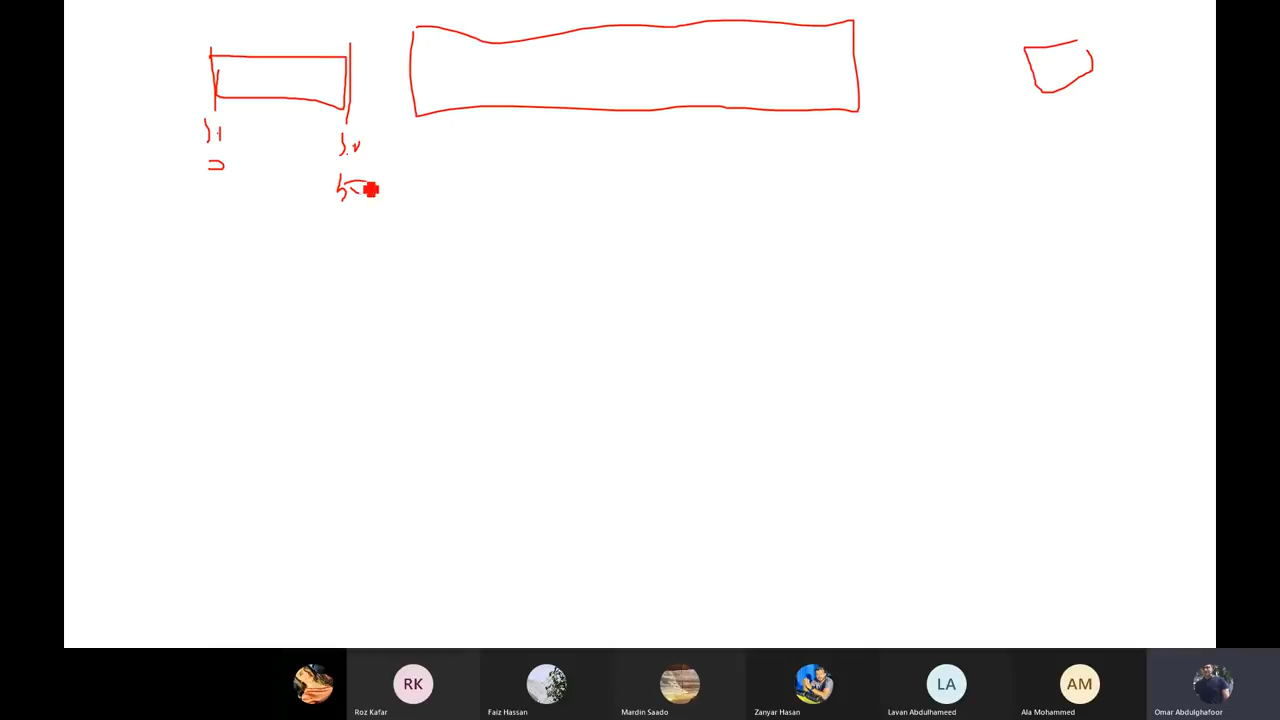 RK
LA
AM
Roz Kafar
Faiz Hassan
Mardin Saado
Zanyar Hasan
Lavan Abdulhameed
Ala Mohammed
Omar Abdulghafoor